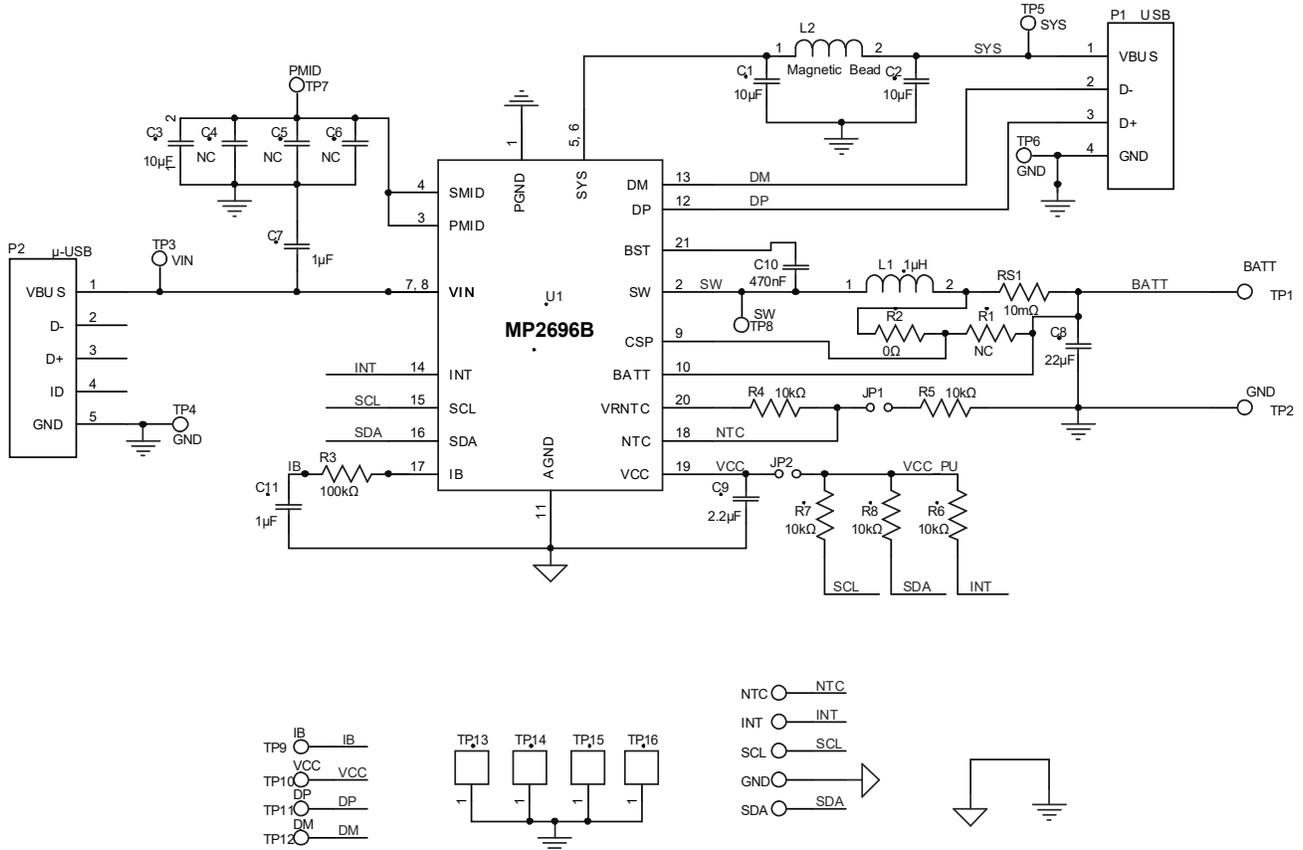 P1 USB
TP5
SYS
L2
1 2
SYS
1 VBUS
C1
10µF
Magnetic Bead
C2
10µF
2 D-
3 D+
TP6
GND
4 GND
PMID
TP7
C3
2
1
10µF
C4
NC
C5
NC
C6
NC
C7
1µF
1
PGND
5, 6
SYS
4 SMID
3 PMID
DM 13 DM
DP 12 DP
BST 21
C10
470nF
P2 µ-USB
TP3
VIN
VBUS 1
D- 2
D+ 3
ID 4
GND 5
TP4
GND
7, 8 VIN
U1
MP2696B
SW 2 SW
SW
TP8
L1 1µH
1 2
RS1
10mΩ
BATT
BATT
TP1
R2
0Ω
R1
NC
C8
22µF
CSP 9
BATT 10
INT 14 INT
SCL 15 SCL
SDA 16 SDA
VRNTC 20
R4 10kΩ
JP1
R5 10kΩ
GND
TP2
NTC 18 NTC
IB
R3
100kΩ
17 IB
C11
1µF
AGND
11
VCC 19 VCC
JP2
VCC_PU
C9
2.2µF
R7
10kΩ
R8
10kΩ
R6
10kΩ
SCL SDA INT
NTC NTC
INT INT
SCL SCL
GND
SDA SDA
TP9 IB IB
TP10 VCC VCC
TP11 DP DP
TP12 DM DM
TP13 TP14 TP15 TP16
1 1 1 1